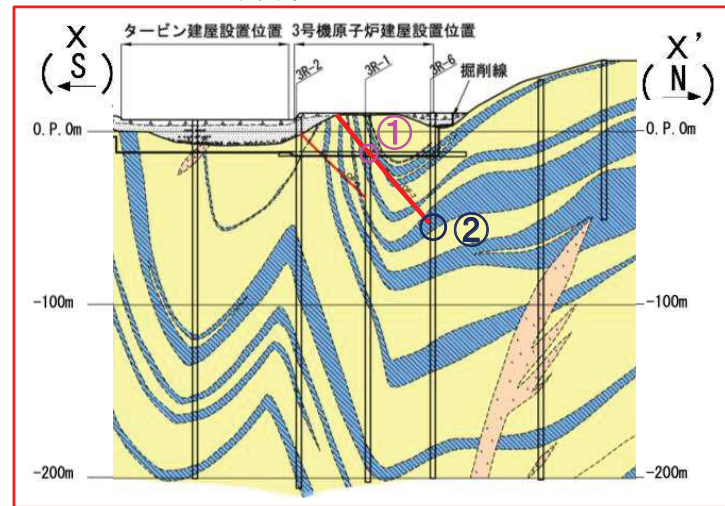 タービン建屋設置位置
3号機原子炉建屋設置位置
X
(S)
X'
(N)
3R-2
3R-1
3R-6
掘削線
O.P.0m
O.P.0m
①
②
-100m
-100m
-200m
-200m